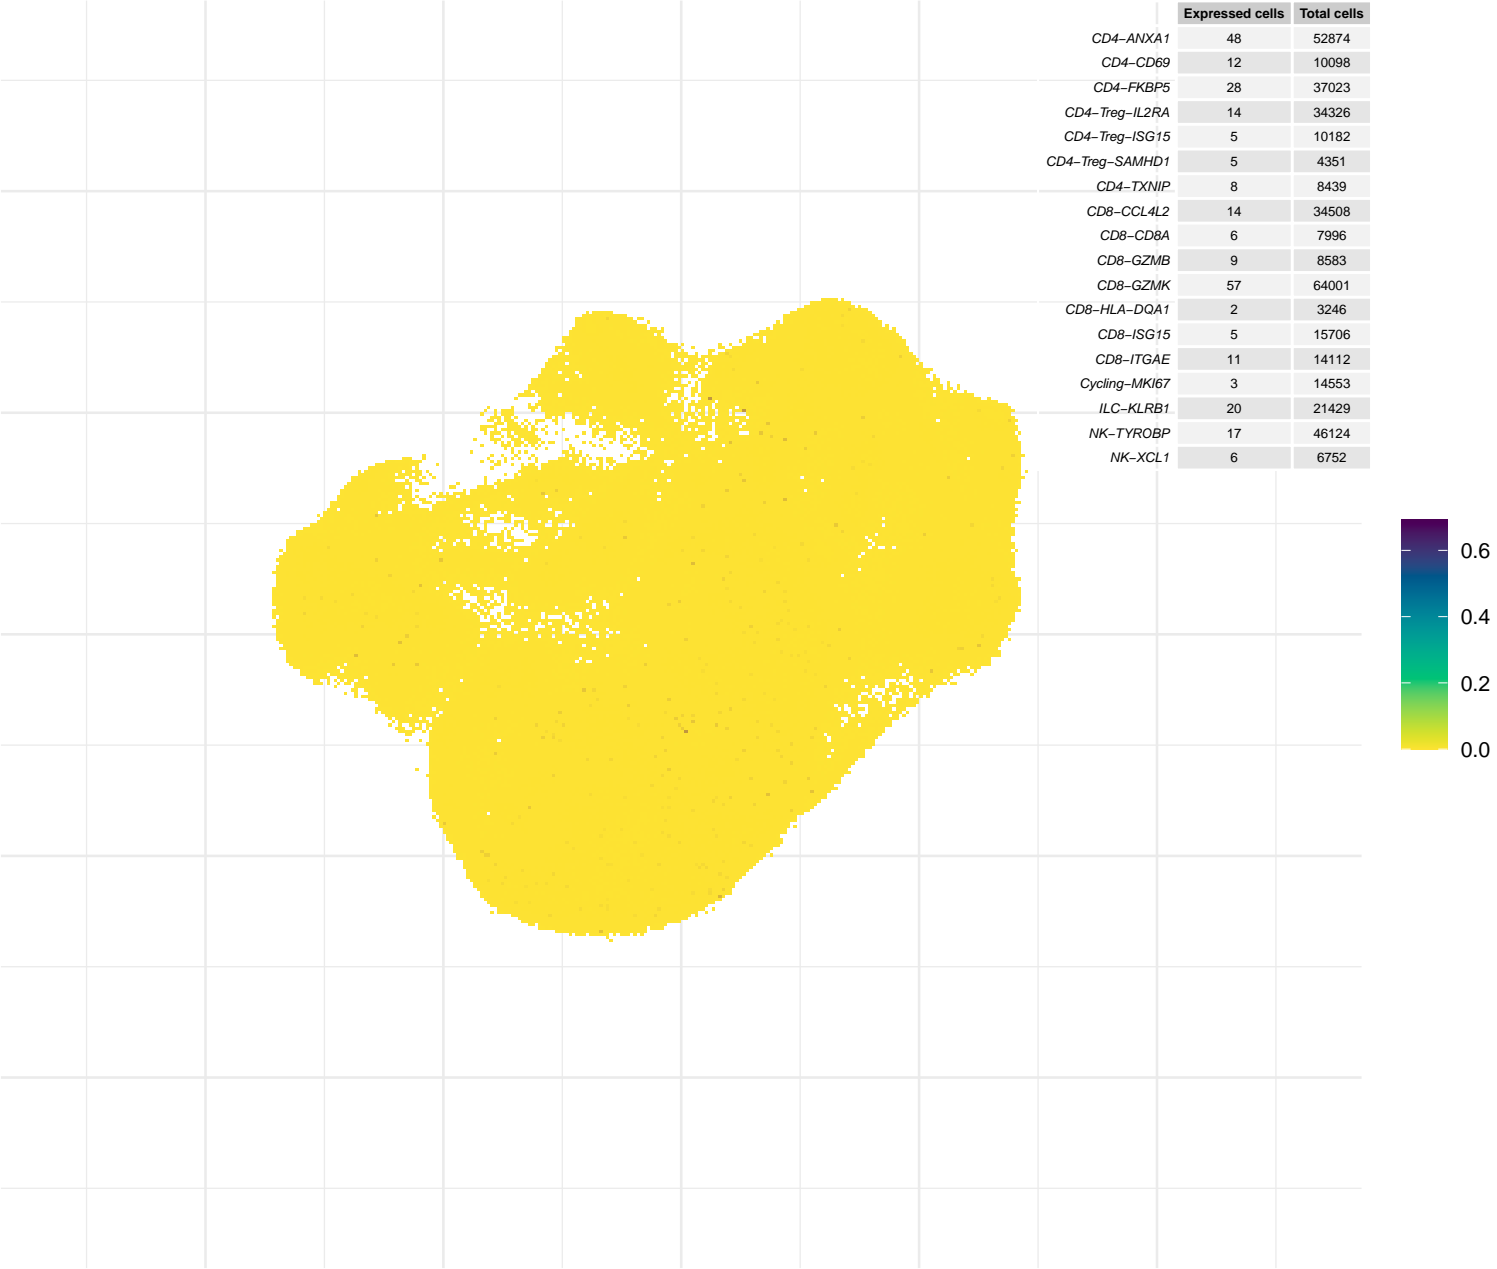 Expressed cells Total cells
CD4−ANXA1 48 52874
CD4−CD69 12 10098
CD4−FKBP5 28 37023
CD4−Treg−IL2RA 14 34326
CD4−Treg−ISG15 5 10182
CD4−Treg−SAMHD1 5 4351
CD4−TXNIP 8 8439
CD8−CCL4L2 14 34508
CD8−CD8A 6 7996
CD8−GZMB 9 8583
CD8−GZMK 57 64001
CD8−HLA−DQA1 2 3246
CD8−ISG15 5 15706
CD8−ITGAE 11 14112
Cycling−MKI67 3 14553
ILC−KLRB1 20 21429
NK−TYROBP 17 46124
NK−XCL1 6 6752
0.6
0.4
0.2
0.0